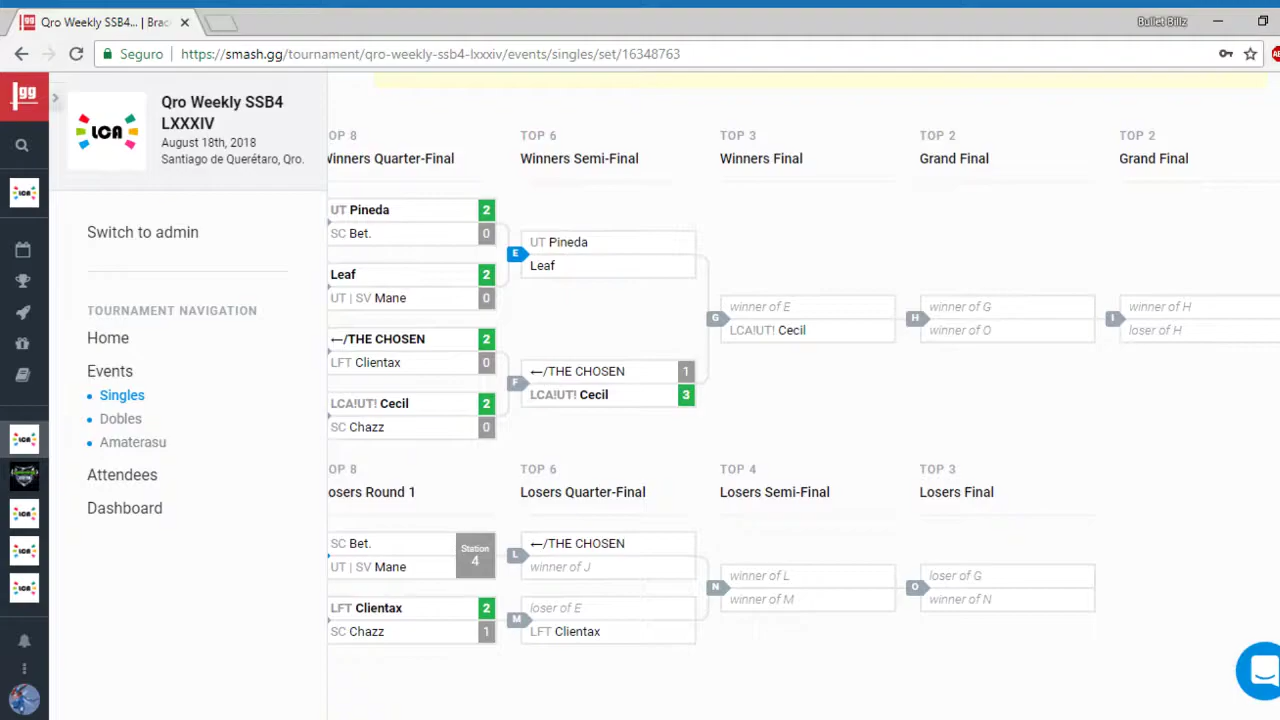 Qro Weekly SSB4... | Brac
Bullet Billz
Seguro
https://smash.gg/tournament/qro-weekly-ssb4-lxxxiv/events/singles/set/16348763
gg
LCA
Qro Weekly SSB4
LXXXIV
August 18th, 2018
Santiago de Querétaro, Qro.
Switch to admin
TOURNAMENT NAVIGATION
Home
Events
Singles
Dobles
Amaterasu
Attendees
Dashboard
OP 8
Winners Quarter-Final
UT Pineda 2
SC Bet. 0
Leaf 2
UT | SV Mane 0
←/THE CHOSEN 2
LFT Clientax 0
LCA!UT! Cecil 2
SC Chazz 0
TOP 6
Winners Semi-Final
E
UT Pineda
Leaf
F
←/THE CHOSEN 1
LCA!UT! Cecil 3
TOP 3
Winners Final
G
winner of E
LCA!UT! Cecil
TOP 2
Grand Final
H
winner of G
winner of O
TOP 2
Grand Final
I
winner of H
loser of H
OP 8
osers Round 1
SC Bet.
UT | SV Mane
Station
4
LFT Clientax 2
SC Chazz 1
TOP 6
Losers Quarter-Final
L
←/THE CHOSEN
winner of J
M
loser of E
LFT Clientax
TOP 4
Losers Semi-Final
N
winner of L
winner of M
TOP 3
Losers Final
O
loser of G
winner of N